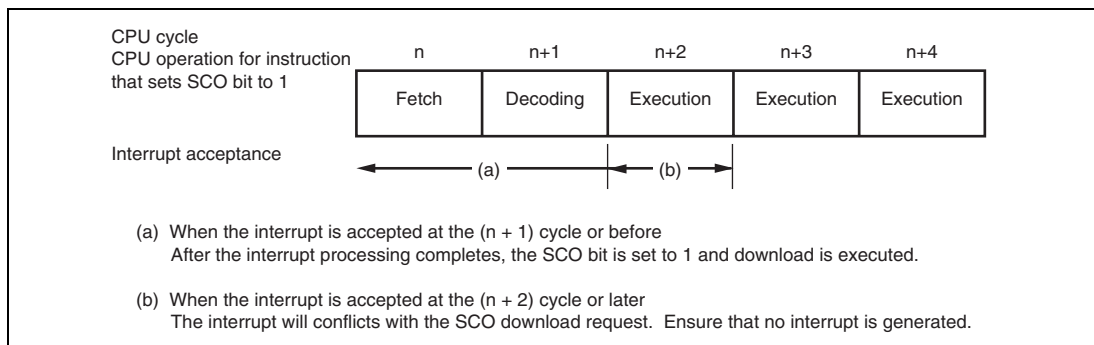 CPU cycle
CPU operation for instruction
that sets SCO bit to 1
n n+1 n+2 n+3 n+4
Fetch Decoding Execution Execution Execution
Interrupt acceptance
(a) (b)
(a) When the interrupt is accepted at the (n + 1) cycle or before
After the interrupt processing completes, the SCO bit is set to 1 and download is executed.
(b) When the interrupt is accepted at the (n + 2) cycle or later
The interrupt will conflicts with the SCO download request. Ensure that no interrupt is generated.